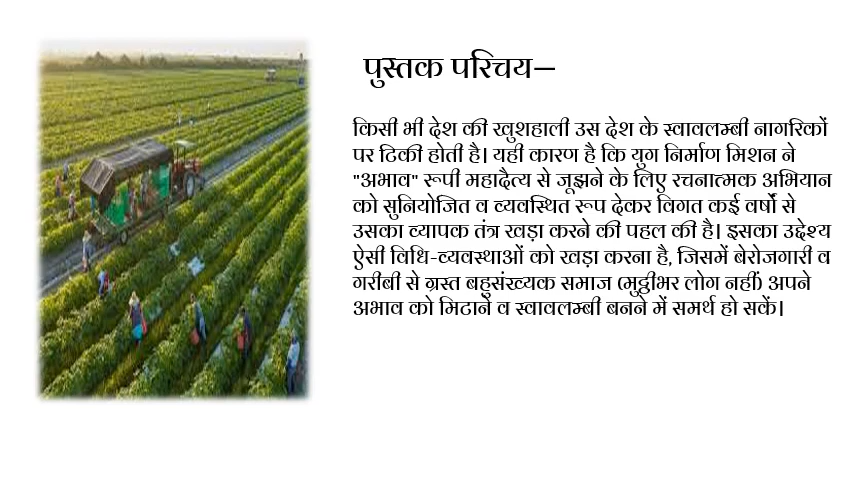 पुस्तक परिचय—
किसी भी देश की खुशहाली उस देश के स्वावलम्बी नागरिकों
पर टिकी होती है। यही कारण है कि युग निर्माण मिशन ने
"अभाव" रूपी महादैत्य से जूझने के लिए रचनात्मक अभियान
को सुनियोजित व व्यवस्थित रूप देकर विगत कई वर्षों से
उसका व्यापक तंत्र खड़ा करने की पहल की है। इसका उद्देश्य
ऐसी विधि-व्यवस्थाओं को खड़ा करना है, जिसमें बेरोजगारी व
गरीबी से ग्रस्त बहुसंख्यक समाज (मुट्ठीभर लोग नहीं) अपने
अभाव को मिटाने व स्वावलम्बी बनने में समर्थ हो सकें।